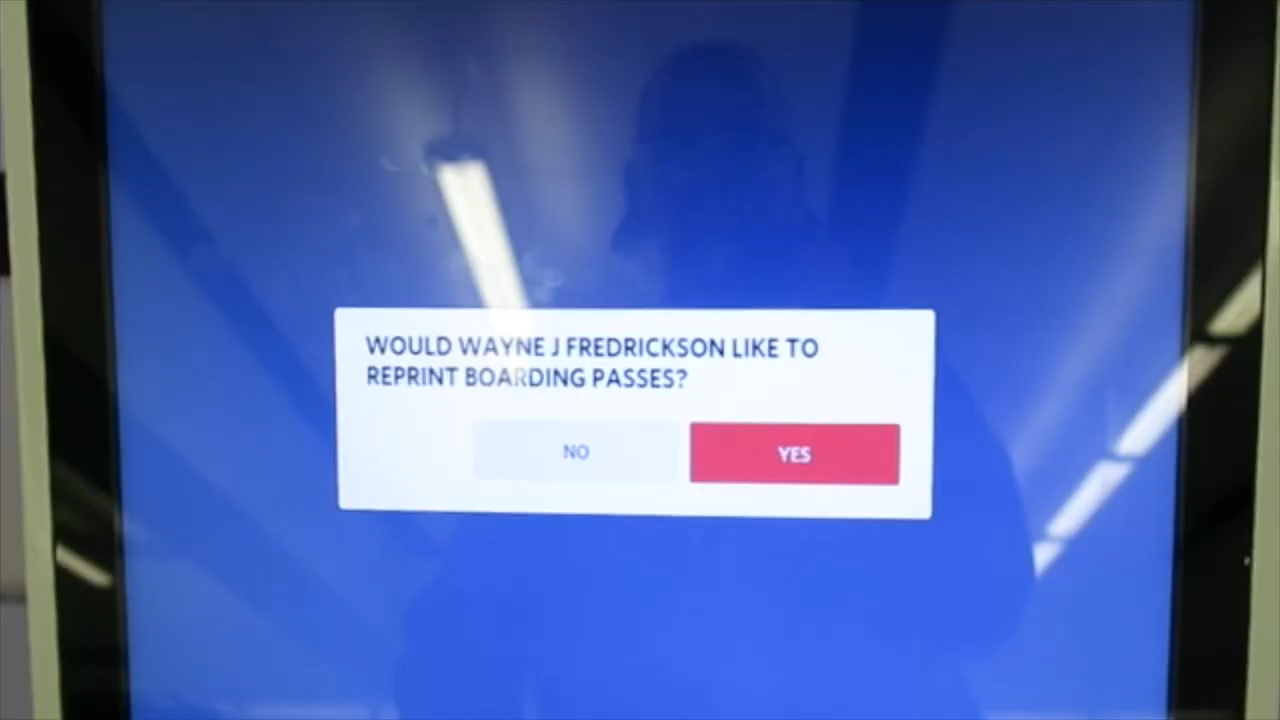 WOULD WAYNE J FREDRICKSON LIKE TO
REPRINT BOARDING PASSES?
NO
YES